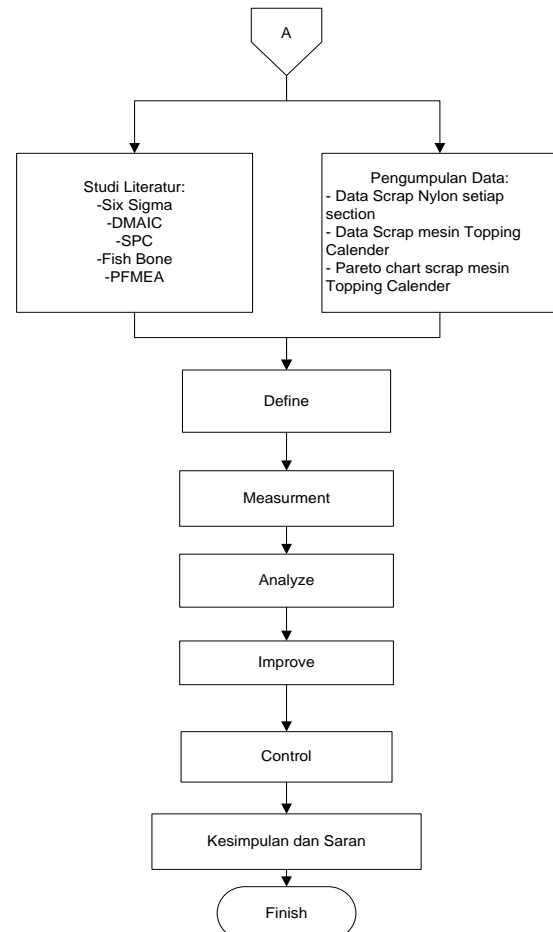 A
Studi Literatur:
-Six Sigma
-DMAIC
-SPC
-Fish Bone
-PFMEA
Pengumpulan Data:
- Data Scrap Nylon setiap
section
- Data Scrap mesin Topping
Calender
- Pareto chart scrap mesin
Topping Calender
Define
Measurment
Analyze
Improve
Control
Kesimpulan dan Saran
Finish